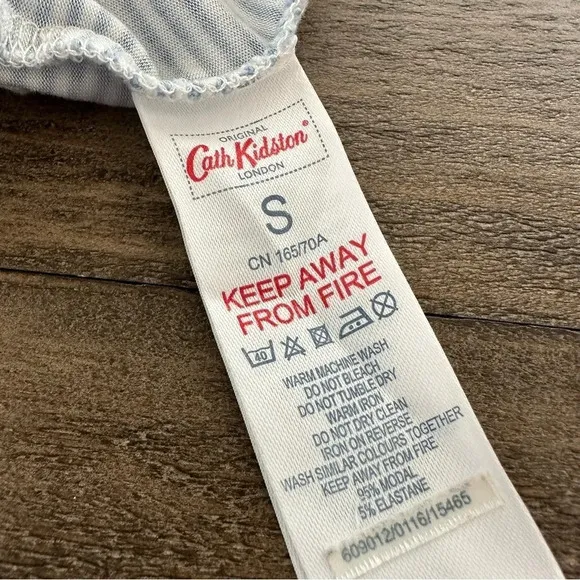 ORIGINAL
Cath Kidston®
LONDON
S
CN 165/70A
KEEP AWAY
FROM FIRE
40
WARM MACHINE WASH
DO NOT BLEACH
DO NOT TUMBLE DRY
WARM IRON
DO NOT DRY CLEAN
IRON ON REVERSE
WASH SIMILAR COLOURS TOGETHER
KEEP AWAY FROM FIRE
95% MODAL
5% ELASTANE
609012/0116/15465